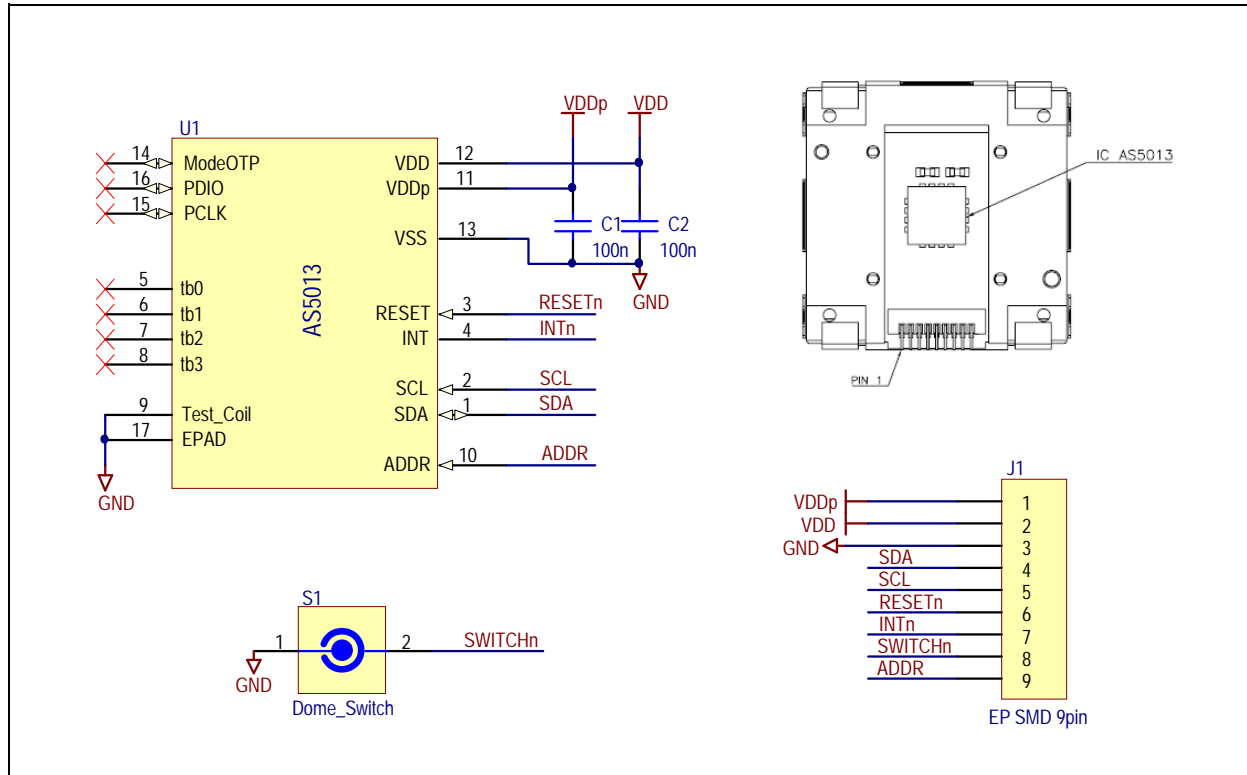 VDDp VDD
U1
14 ModeOTP
16 PDIO
15 PCLK
5 tb0
6 tb1
7 tb2
8 tb3
9 Test_Coil
17 EPAD
GND
AS5013
VDD 12
VDDp 11
VSS 13
C1
100n
C2
100n
GND
RESET 3 RESETn
INT 4 INTn
SCL 2 SCL
SDA 1 SDA
ADDR 10 ADDR
IC AS5013
PIN 1
S1
1 2 SWITCHn
GND
Dome_Switch
J1
VDDp 1
VDD 2
GND 3
SDA 4
SCL 5
RESETn 6
INTn 7
SWITCHn 8
ADDR 9
EP SMD 9pin